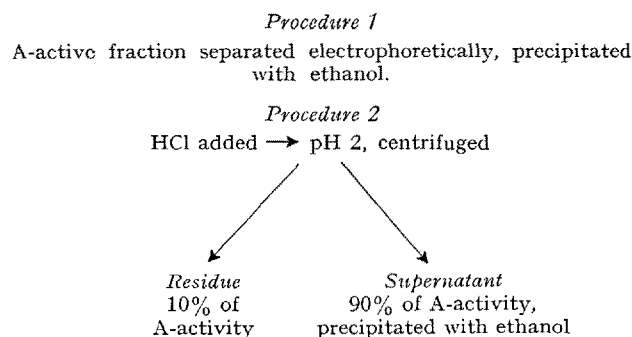 Procedure 1
A-active fraction separated electrophoretically, precipitated
with ethanol.
Procedure 2
HCl added → pH 2, centrifuged
Residue
10% of
A-activity
Supernatant
90% of A-activity,
precipitated with ethanol